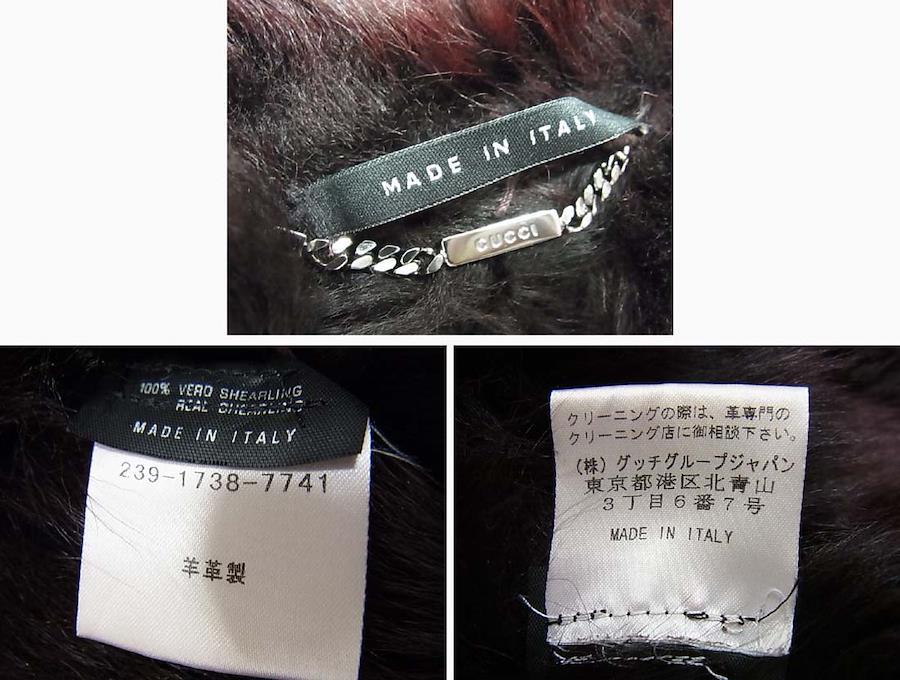 MADE IN ITALY
GUCCI
100% VERO SHEARLING
REAL SHEARLING
MADE IN ITALY
239-1738-7741
羊革製
クリーニングの際は、革専門の
クリーニング店に御相談下さい。
(株)グッチグループジャパン
東京都港区北青山
3丁目6番7号
MADE IN ITALY